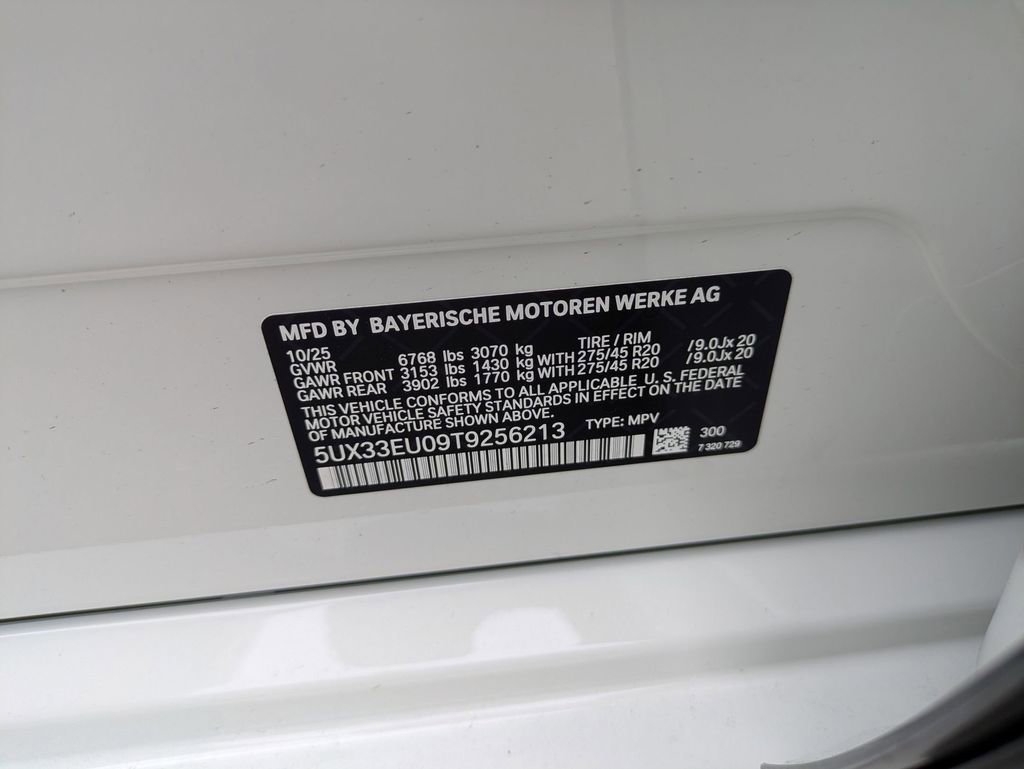 MFD BY BAYERISCHE MOTOREN WERKE AG
10/25 TIRE / RIM
GVWR 6768 lbs 3070 kg
GAWR FRONT 3153 lbs 1430 kg WITH 275/45 R20 /9.0Jx20
GAWR REAR 3902 lbs 1770 kg WITH 275/45 R20 /9.0Jx20
THIS VEHICLE CONFORMS TO ALL APPLICABLE U. S. FEDERAL
MOTOR VEHICLE SAFETY STANDARDS IN EFFECT ON THE DATE
OF MANUFACTURE SHOWN ABOVE. TYPE: MPV
5UX33EU09T9256213 300
7 320 729